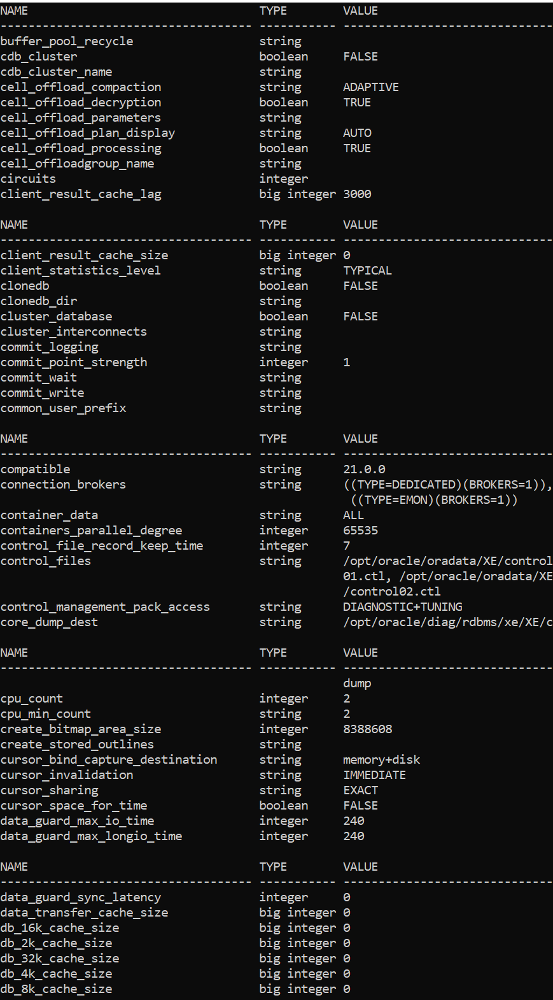 NAME                                 TYPE        VALUE
------------------------------------ ----------- ------------------------------
buffer_pool_recycle                  string
cdb_cluster                          boolean     FALSE
cdb_cluster_name                     string
cell_offload_compaction              string      ADAPTIVE
cell_offload_decryption              boolean     TRUE
cell_offload_parameters              string
cell_offload_plan_display            string      AUTO
cell_offload_processing              boolean     TRUE
cell_offloadgroup_name               string
circuits                             integer
client_result_cache_lag              big integer 3000

NAME                                 TYPE        VALUE
------------------------------------ ----------- ------------------------------
client_result_cache_size             big integer 0
client_statistics_level              string      TYPICAL
clonedb                              boolean     FALSE
clonedb_dir                          string
cluster_database                     boolean     FALSE
cluster_interconnects                string
commit_logging                       string
commit_point_strength                integer     1
commit_wait                          string
commit_write                         string
common_user_prefix                   string

NAME                                 TYPE        VALUE
------------------------------------ ----------- ------------------------------
compatible                           string      21.0.0
connection_brokers                   string      ((TYPE=DEDICATED)(BROKERS=1)),
                                                  ((TYPE=EMON)(BROKERS=1))
container_data                       string      ALL
containers_parallel_degree           integer     65535
control_file_record_keep_time        integer     7
control_files                        string      /opt/oracle/oradata/XE/control
                                                 01.ctl, /opt/oracle/oradata/XE
                                                 /control02.ctl
control_management_pack_access       string      DIAGNOSTIC+TUNING
core_dump_dest                       string      /opt/oracle/diag/rdbms/xe/XE/c

NAME                                 TYPE        VALUE
------------------------------------ ----------- ------------------------------
                                                 dump
cpu_count                            integer     2
cpu_min_count                        string      2
create_bitmap_area_size              integer     8388608
create_stored_outlines               string
cursor_bind_capture_destination      string      memory+disk
cursor_invalidation                  string      IMMEDIATE
cursor_sharing                       string      EXACT
cursor_space_for_time                boolean     FALSE
data_guard_max_io_time               integer     240
data_guard_max_longio_time           integer     240

NAME                                 TYPE        VALUE
------------------------------------ ----------- ------------------------------
data_guard_sync_latency              integer     0
data_transfer_cache_size             big integer 0
db_16k_cache_size                    big integer 0
db_2k_cache_size                     big integer 0
db_32k_cache_size                    big integer 0
db_4k_cache_size                     big integer 0
db_8k_cache_size                     big integer 0